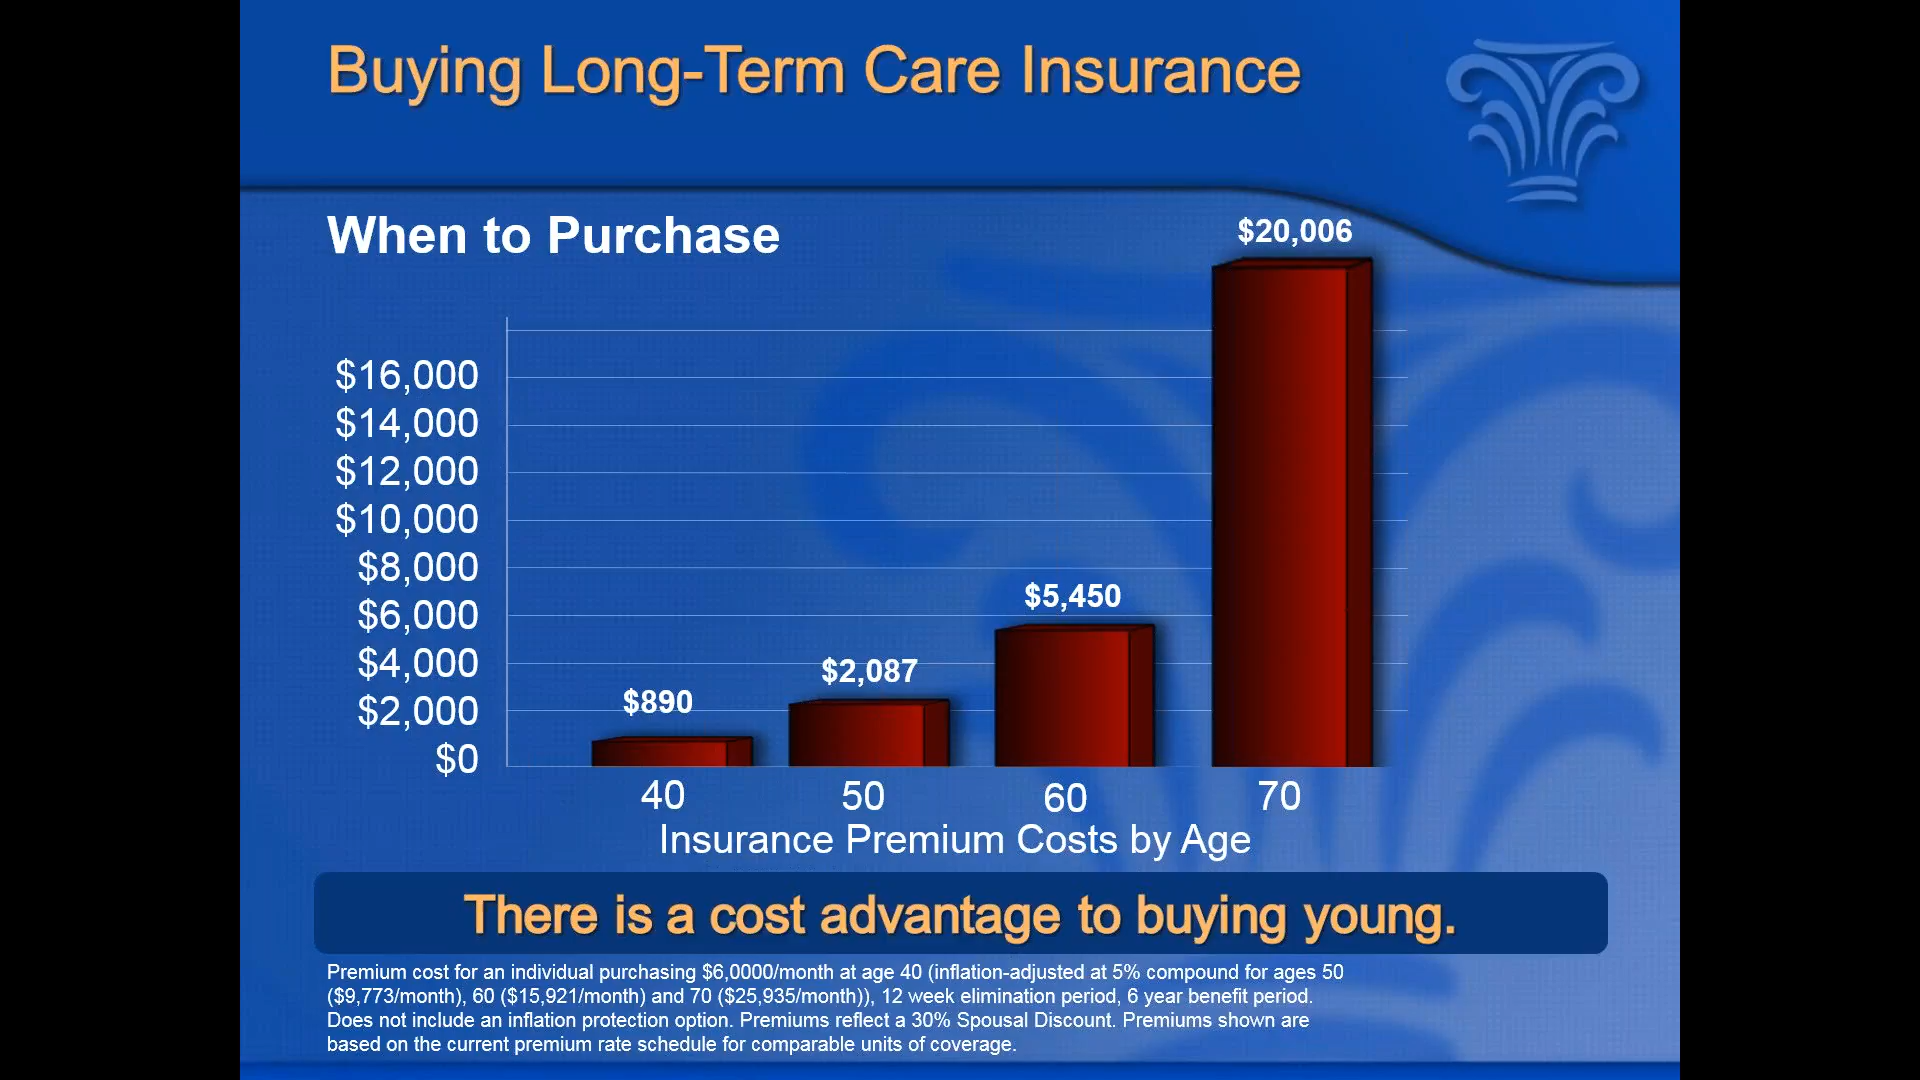 Buying Long-Term Care Insurance
When to Purchase
$20,006
$16,000
$14,000
$12,000
$10,000
$8,000
$6,000
$4,000
$2,000
$0
$5,450
$2,087
$890
40 50 60 70
Insurance Premium Costs by Age
There is a cost advantage to buying young.
Premium cost for an individual purchasing $6,0000/month at age 40 (inflation-adjusted at 5% compound for ages 50
($9,773/month), 60 ($15,921/month) and 70 ($25,935/month)), 12 week elimination period, 6 year benefit period.
Does not include an inflation protection option. Premiums reflect a 30% Spousal Discount. Premiums shown are
based on the current premium rate schedule for comparable units of coverage.